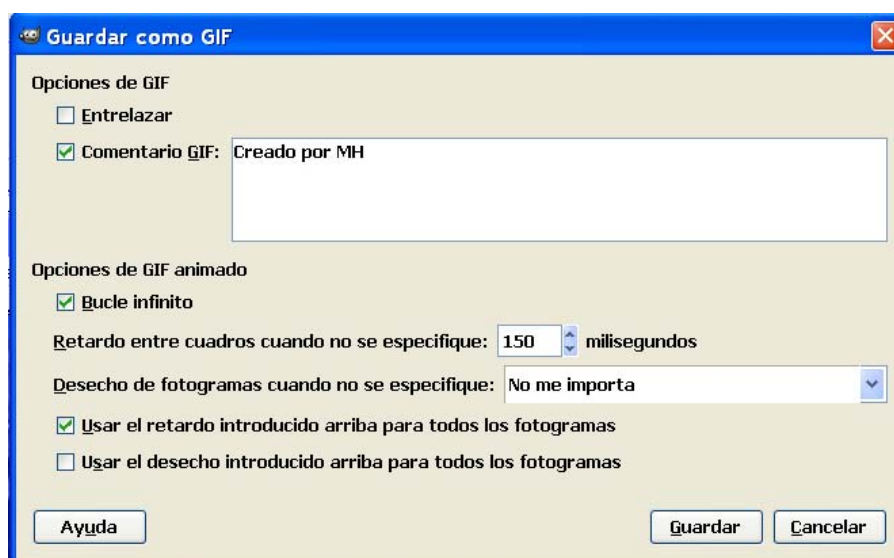 Guardar como GIF
Opciones de GIF
Entrelazar
Comentario GIF: Creado por MH
Opciones de GIF animado
Bucle infinito
Retardo entre cuadros cuando no se especifique: 150 milisegundos
Desecho de fotogramas cuando no se especifique: No me importa
Usar el retardo introducido arriba para todos los fotogramas
Usar el desecho introducido arriba para todos los fotogramas
Ayuda Guardar Cancelar